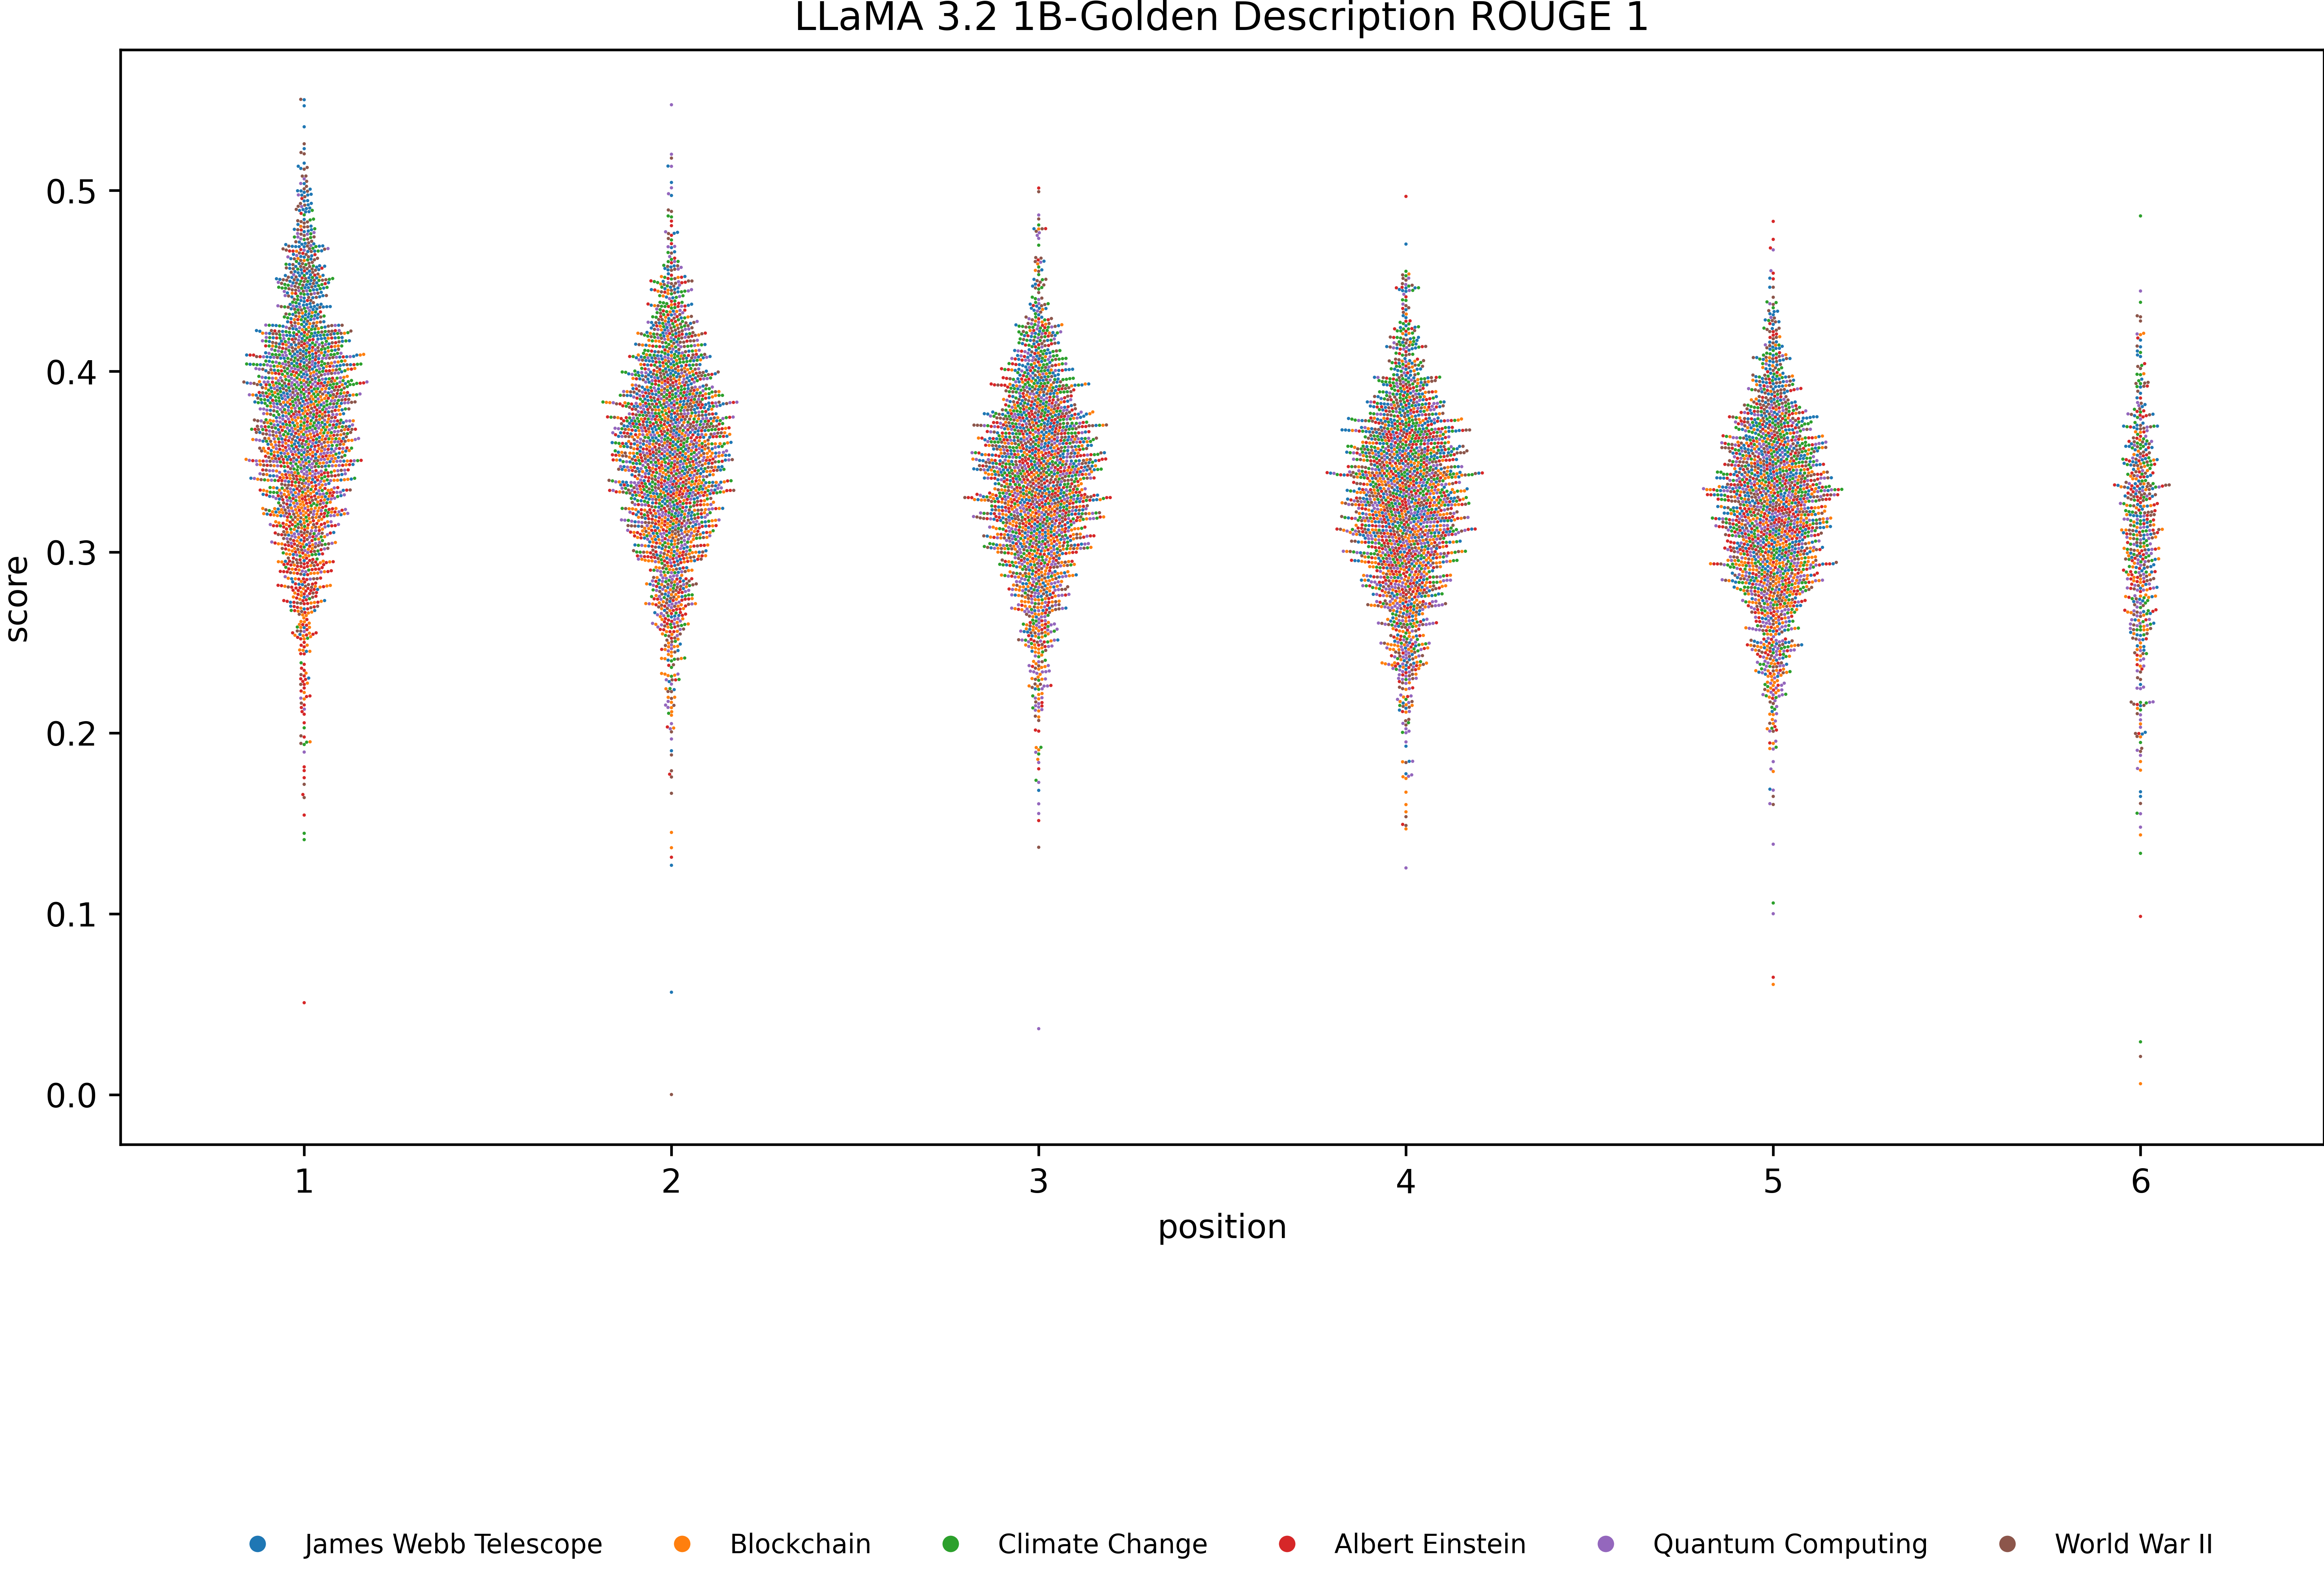 LLaMA 3.2 1B-Golden Description ROUGE 1
score
0.5
0.4
0.3
0.2
0.1
0.0
1 2 3 4 5 6
position
James Webb Telescope Blockchain Climate Change Albert Einstein Quantum Computing World War II